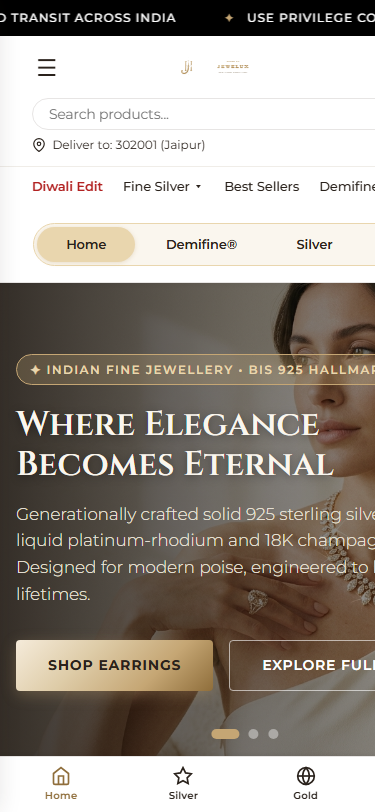 D TRANSIT ACROSS INDIA ✦ USE PRIVILEGE CO
☰
JEWELUX
Search products...
Deliver to: 302001 (Jaipur)
Diwali Edit Fine Silver ▾ Best Sellers Demifine
Home Demifine® Silver
✦ INDIAN FINE JEWELLERY • BIS 925 HALLMAR
Where Elegance
Becomes Eternal
Generationally crafted solid 925 sterling silve
liquid platinum-rhodium and 18K champag
Designed for modern poise, engineered to
lifetimes.
SHOP EARRINGS EXPLORE FULL
Home Silver Gold